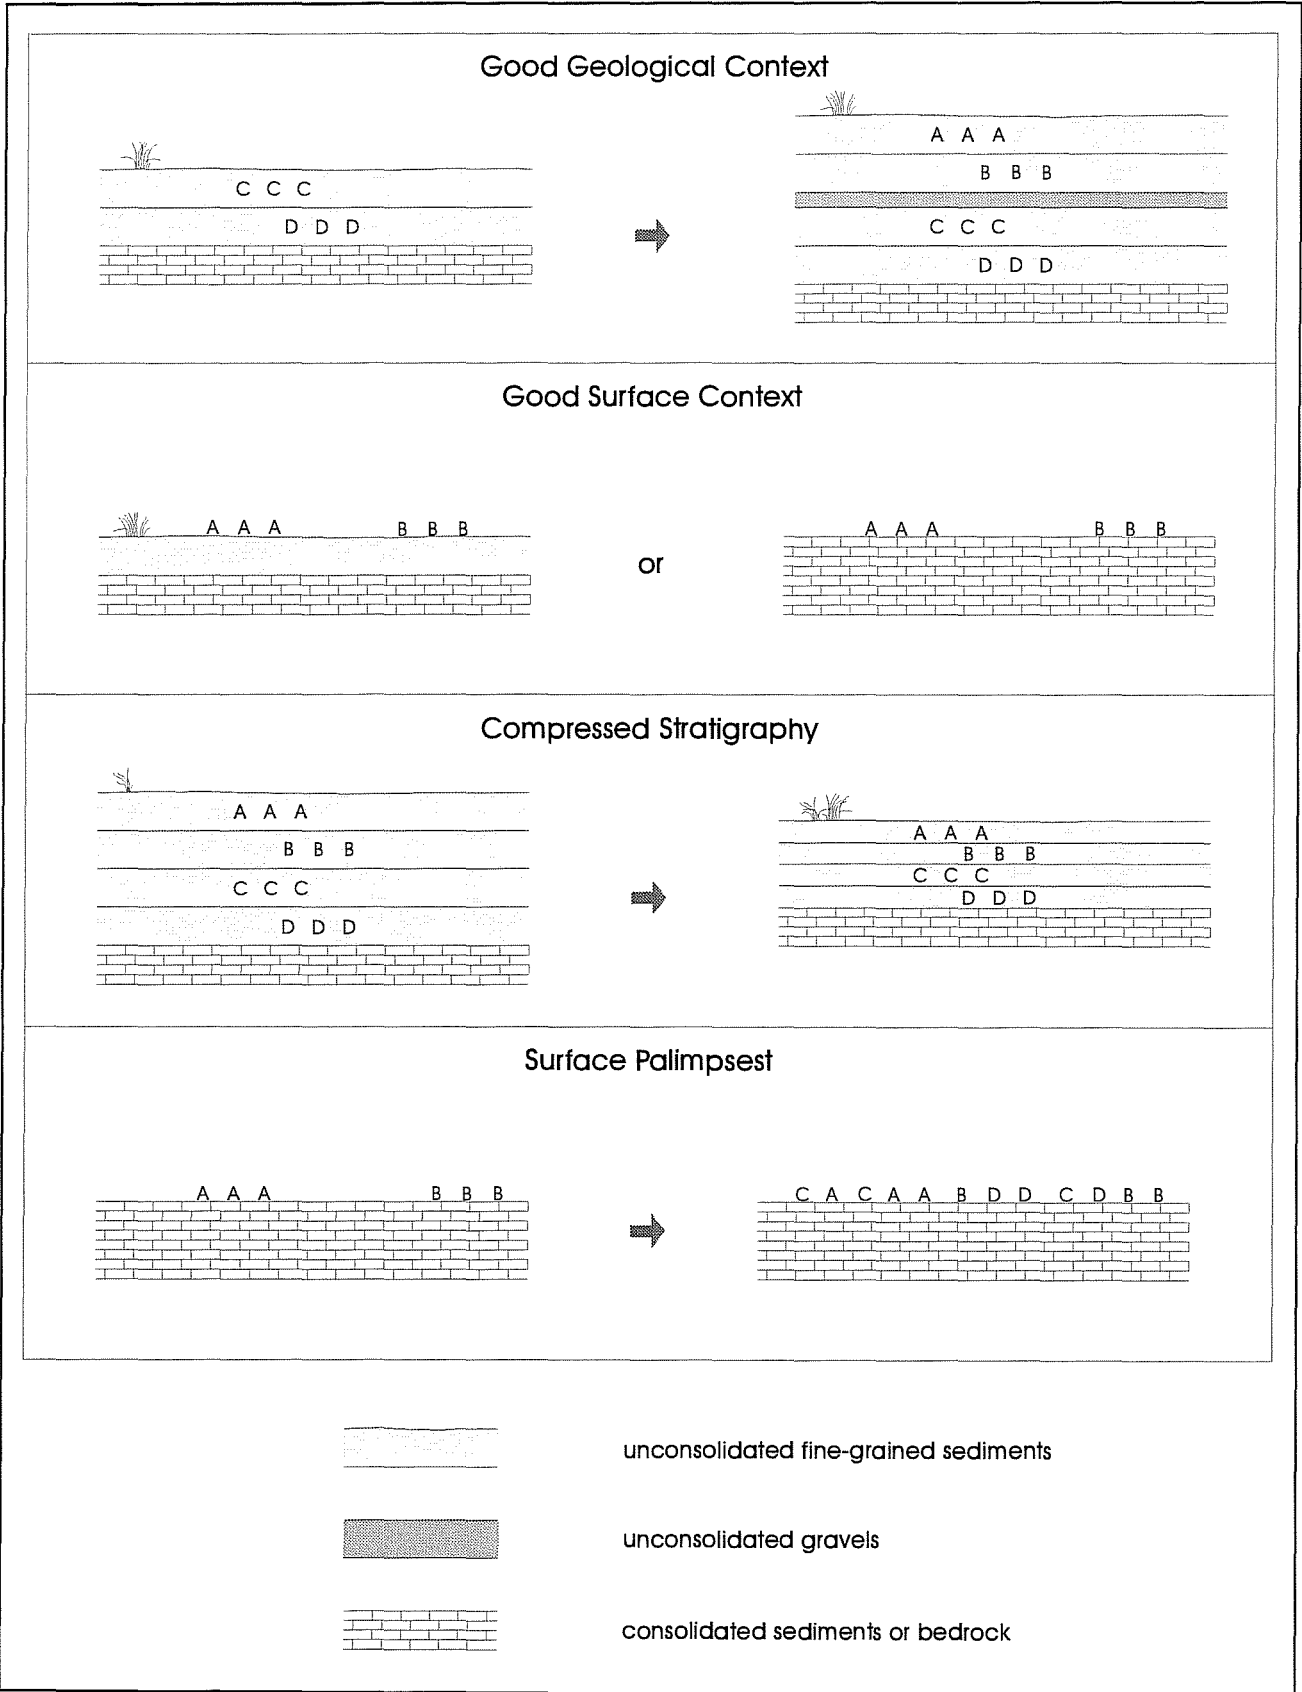 Good Geological Context
A A A
C C C
B B B
D D D
C C C
D D D
Good Surface Context
A A A B B B
or
A A A B B B
Compressed Stratigraphy
A A A
B B B
C C C
D D D
A A A
B B B
C C C
D D D
Surface Palimpsest
A A A B B B
C A C A A B D D C D B B
unconsolidated fine-grained sediments
unconsolidated gravels
consolidated sediments or bedrock